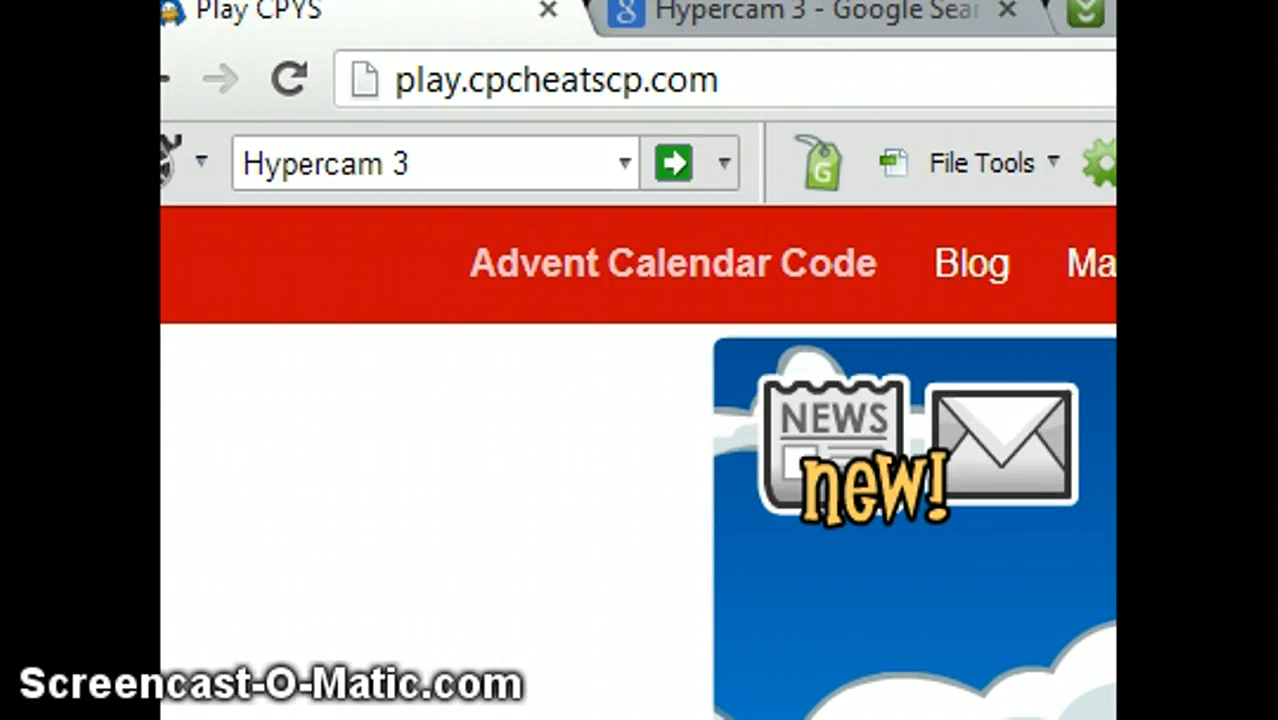 Play CPYS
Hypercam 3 - Google Sear
play.cpcheatscp.com
Hypercam 3
G
File Tools
Advent Calendar Code Blog Ma
NEWS
new!
Screencast-O-Matic.com